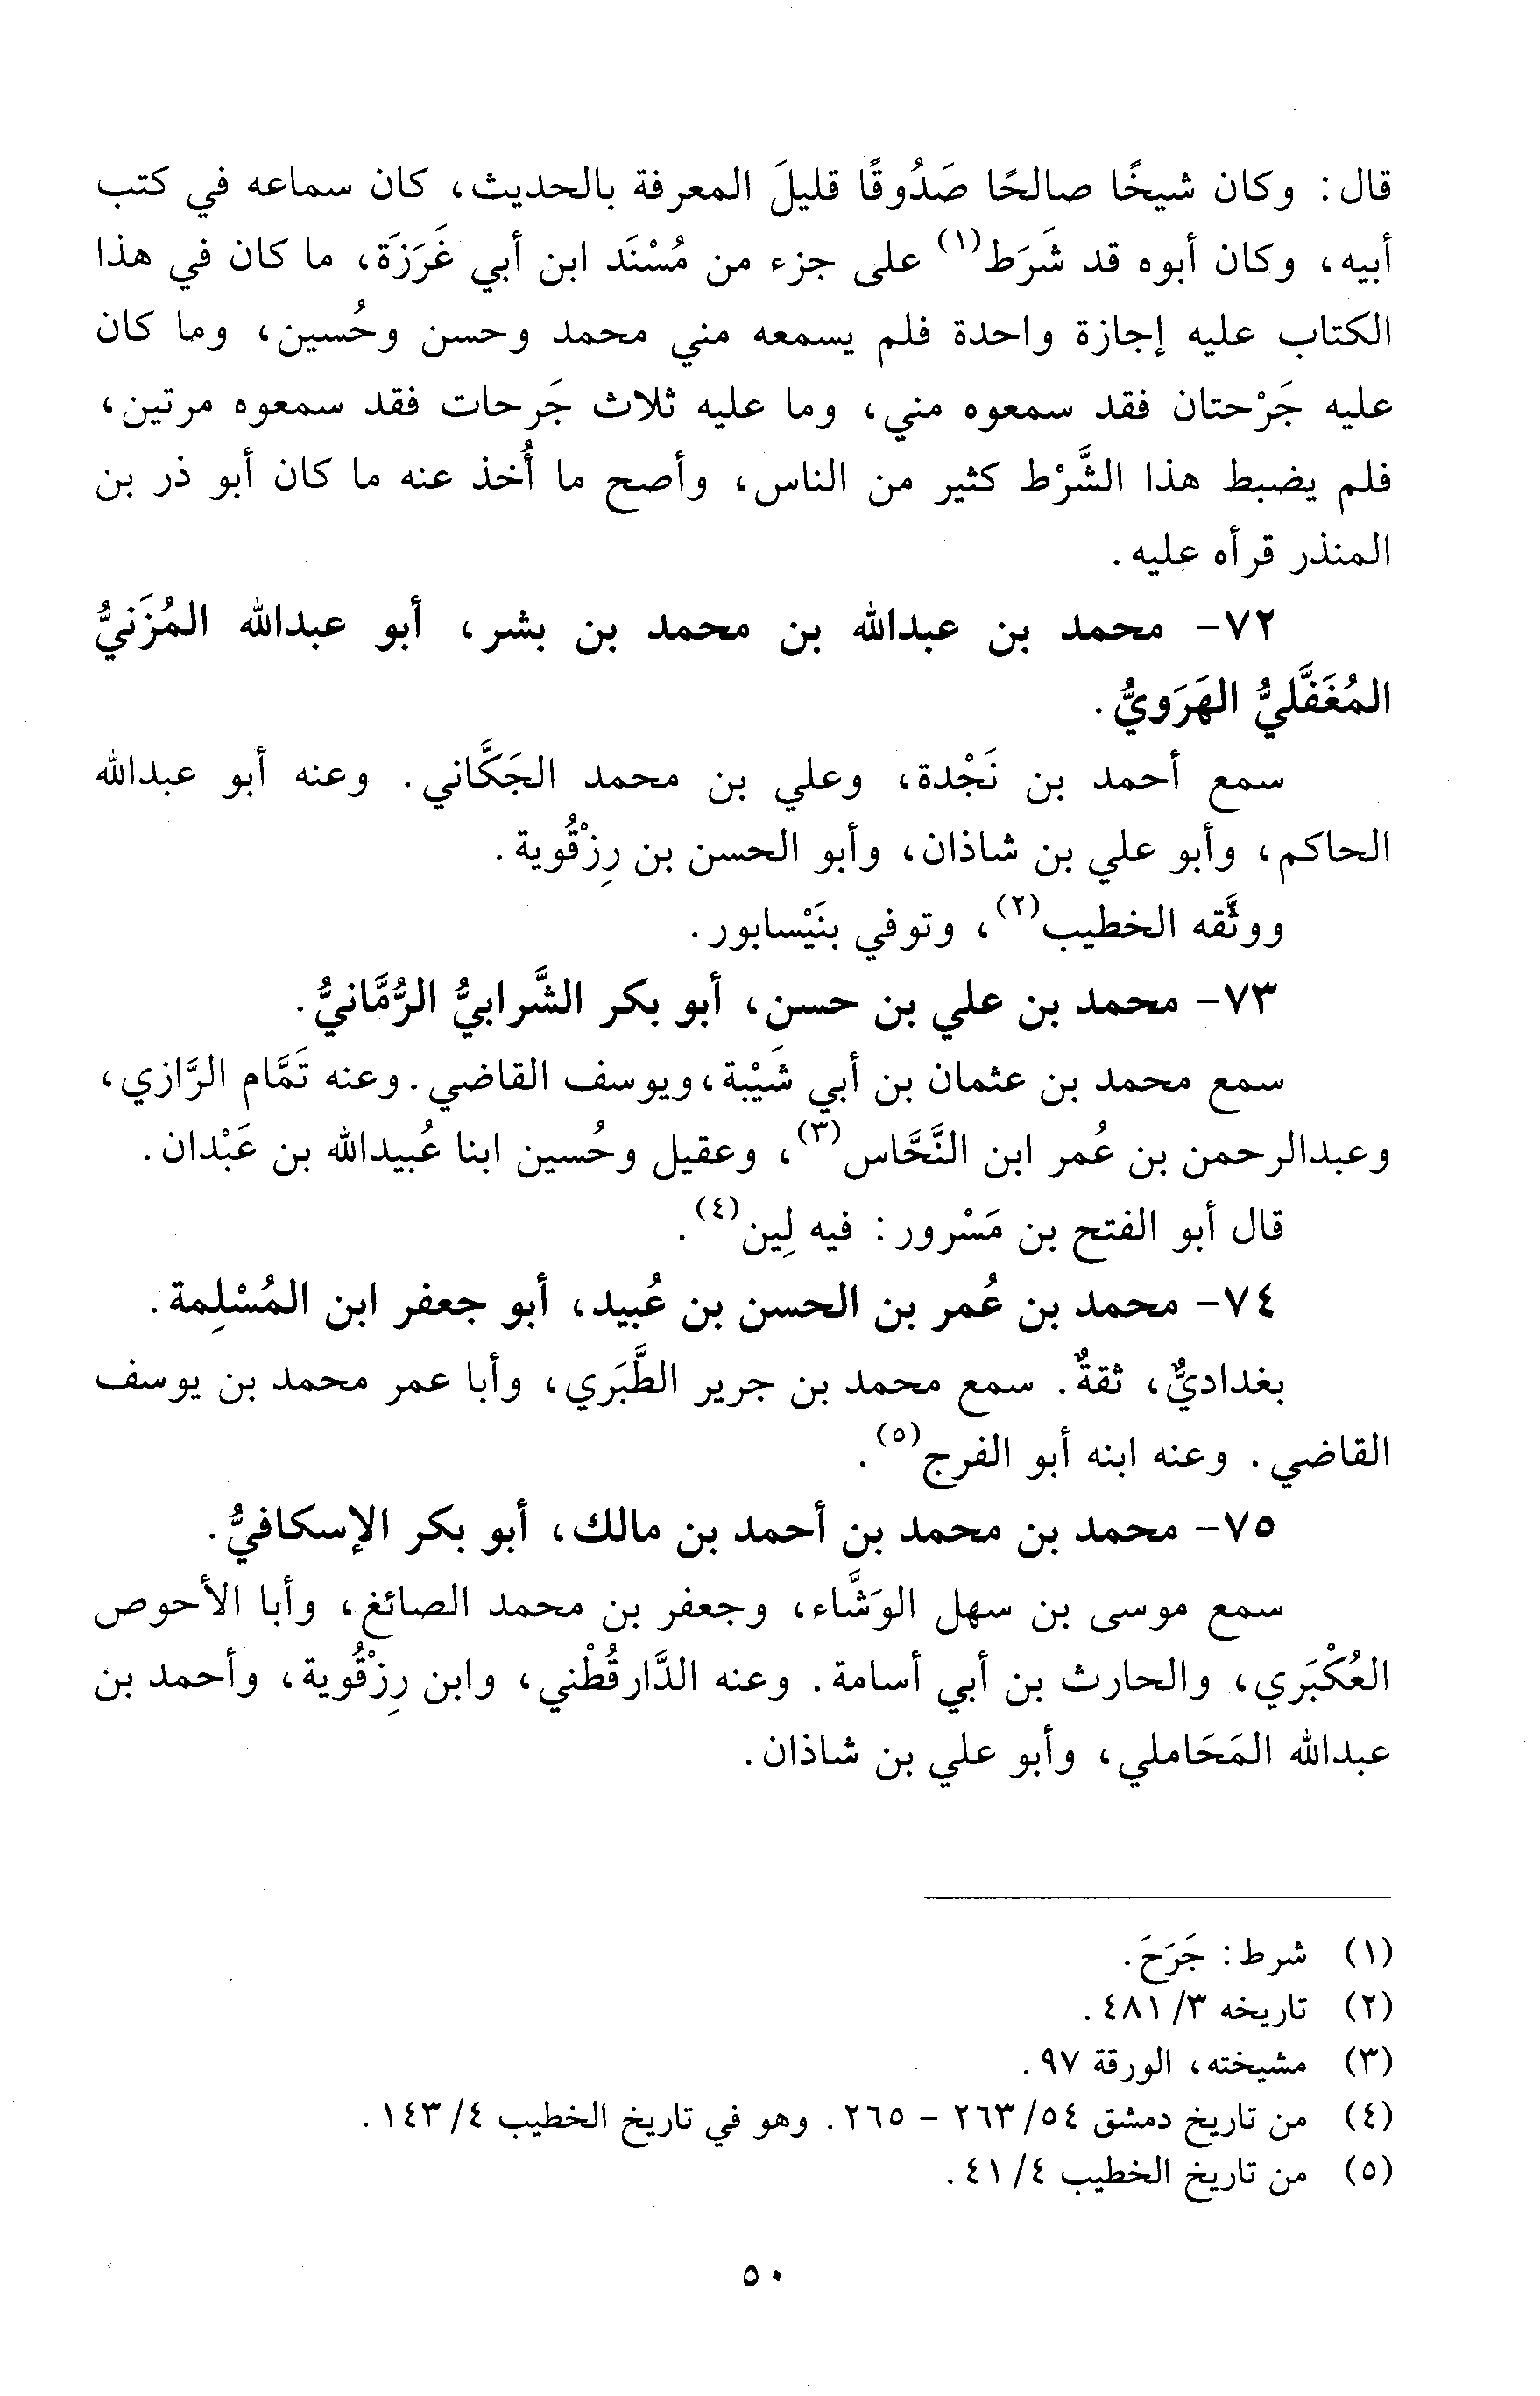 قال: وكان شيخًا صالحًا صَدُوقًا قليلَ المعرفة بالحديث، كان سماعه في كتب
أبيه، وكان أبوه قد شَرَط(١) على جزء من مُسْنَد ابن أبي غَرَزَة، ما كان في هذا
الكتاب عليه إجازة واحدة فلم يسمعه مني محمد وحسن وحُسين، وما كان
عليه جَرْحتان فقد سمعوه مني، وما عليه ثلاث جَرحات فقد سمعوه مرتين،
فلم يضبط هذا الشَّرْط كثير من الناس، وأصح ما أُخذ عنه ما كان أبو ذر بن
المنذر قرأه عليه.
٧٢- محمد بن عبدالله بن محمد بن بشر، أبو عبدالله المُزَنيُّ
المُغَفَّليُّ الهَرَويُّ.
سمع أحمد بن نَجْدة، وعلي بن محمد الجَكَّاني. وعنه أبو عبدالله
الحاكم، وأبو علي بن شاذان، وأبو الحسن بن رِزْقُوية.
ووثَّقه الخطيب(٢)، وتوفي بنَيْسابور.
٧٣- محمد بن علي بن حسن، أبو بكر الشَّرابيُّ الرُّمَّانيُّ.
سمع محمد بن عثمان بن أبي شَيْبة، ويوسف القاضي. وعنه تَمَّام الرَّازي،
وعبدالرحمن بن عُمر ابن النَّحَّاس(٣)، وعقيل وحُسين ابنا عُبيدالله بن عَبْدان.
قال أبو الفتح بن مَسْرور: فيه لِين(٤).
٧٤- محمد بن عُمر بن الحسن بن عُبيد، أبو جعفر ابن المُسْلِمة.
بغداديٌّ، ثقةٌ. سمع محمد بن جرير الطَّبَري، وأبا عمر محمد بن يوسف
القاضي. وعنه ابنه أبو الفرج(٥).
٧٥- محمد بن محمد بن أحمد بن مالك، أبو بكر الإسكافيُّ.
سمع موسى بن سهل الوَشَّاء، وجعفر بن محمد الصائغ، وأبا الأحوص
العُكْبَري، والحارث بن أبي أسامة. وعنه الدَّارقُطْني، وابن رِزْقُوية، وأحمد بن
عبدالله المَحَاملي، وأبو علي بن شاذان.
(١) شرط: جَرَحَ.
(٢) تاريخه ٣/ ٤٨١.
(٣) مشيخته، الورقة ٩٧.
(٤) من تاريخ دمشق ٥٤/ ٢٦٣ - ٢٦٥. وهو في تاريخ الخطيب ٤/ ١٤٣.
(٥) من تاريخ الخطيب ٤/ ٤١.
٥٠